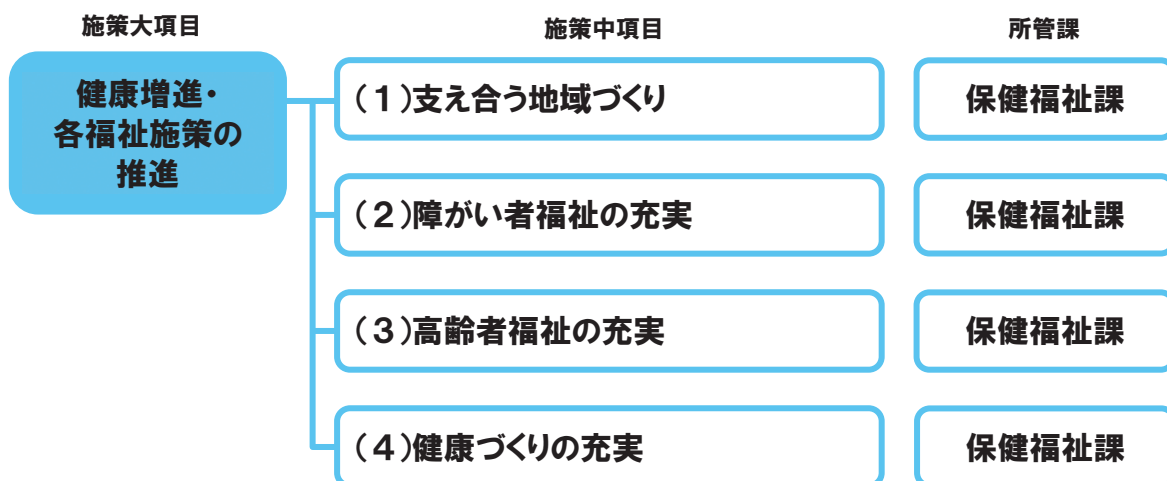 施策大項目 施策中項目 所管課
健康増進・
各福祉施策の
推進
（1）支え合う地域づくり 保健福祉課
（2）障がい者福祉の充実 保健福祉課
（3）高齢者福祉の充実 保健福祉課
（4）健康づくりの充実 保健福祉課